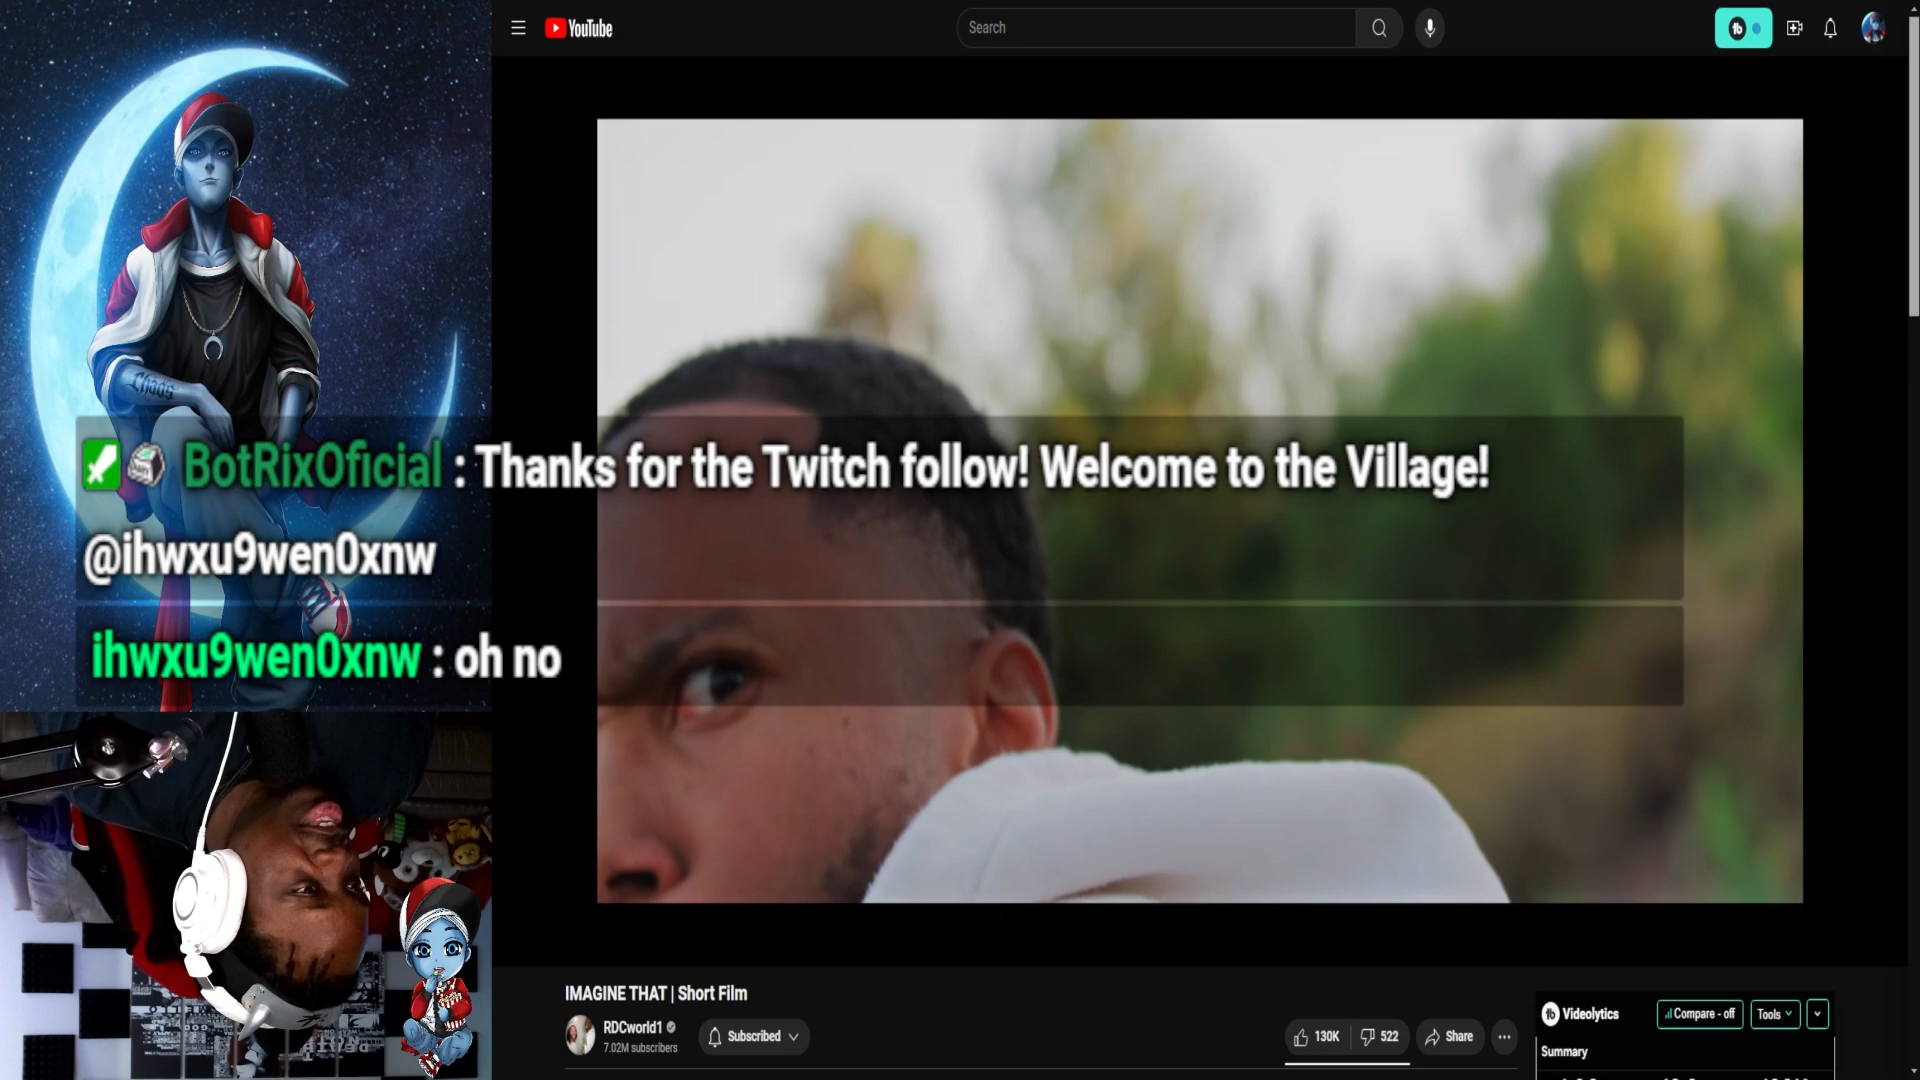 YouTube
Search
Chaos
BotRixOficial : Thanks for the Twitch follow! Welcome to the Village!
@ihwxu9wen0xnw
ihwxu9wen0xnw : oh no
IMAGINE THAT | Short Film
RDCworld1
7.02M subscribers
Subscribed
130K
522
Share
Videolytics
Compare - off
Tools
Summary